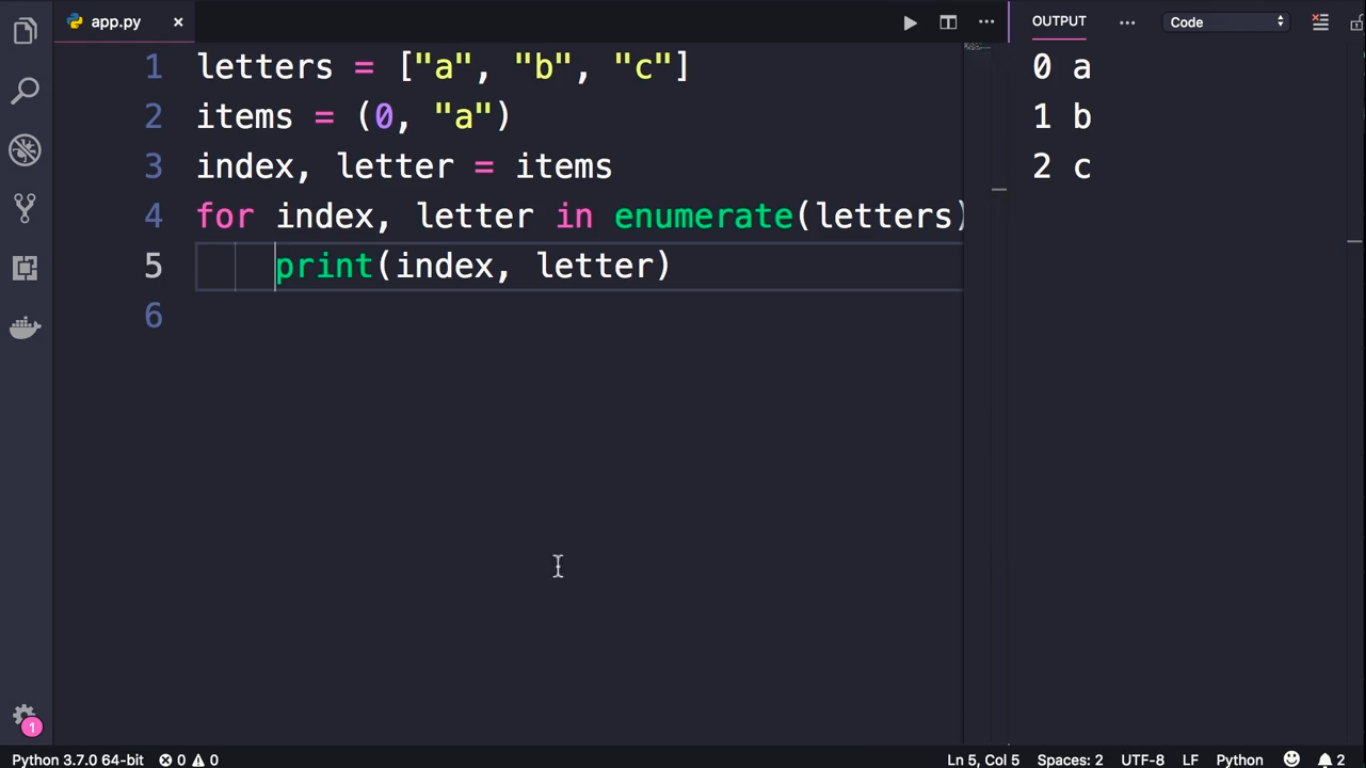 app.py
OUTPUT
Code
1 letters = ["a", "b", "c"]
2 items = (0, "a")
3 index, letter = items
4 for index, letter in enumerate(letters)
5 print(index, letter)
6
0 a
1 b
2 c
1
Python 3.7.0 64-bit 0 0
Ln 5, Col 5 Spaces: 2 UTF-8 LF Python 2